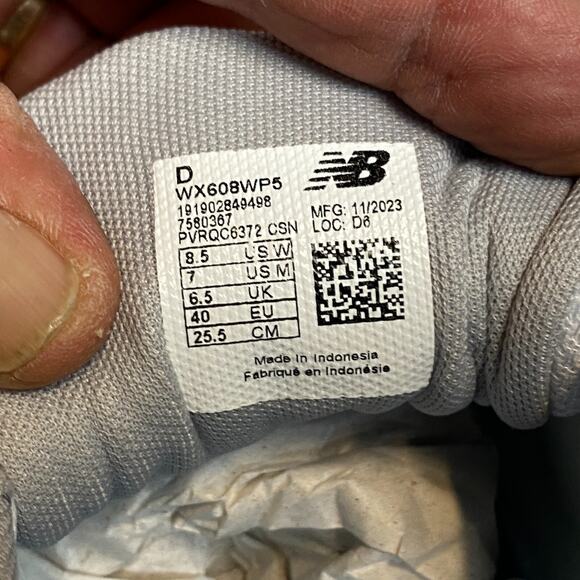 D
WX608WP5
191902849498
7580367
PVRQC6372 CSN
8.5 US W
7 US M
6.5 UK
40 EU
25.5 CM
NB
MFG: 11/2023
LOC: D6
Made in Indonesia
Fabriqué en Indonésie